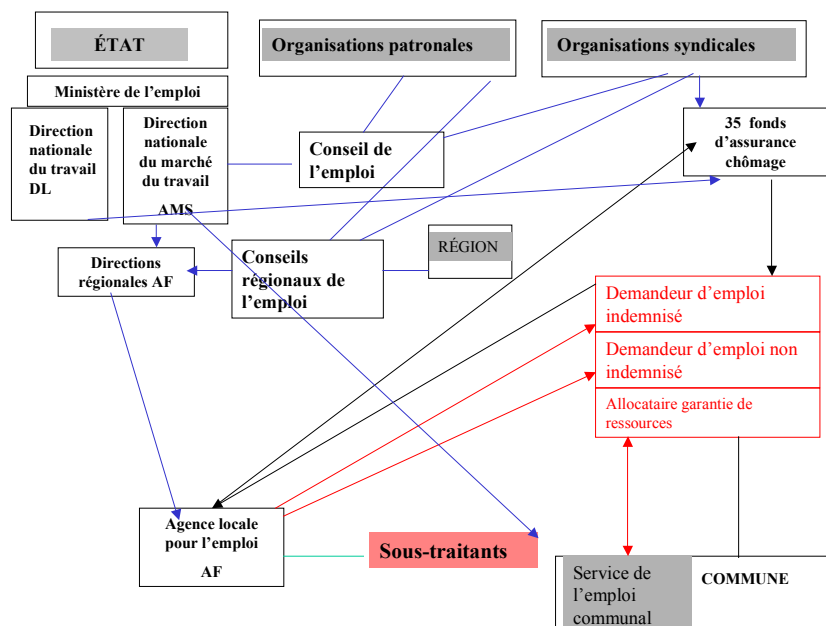 ÉTAT
Organisations patronales
Organisations syndicales
Ministère de l'emploi
Direction
nationale
du travail
DL
Direction
nationale
du marché
du travail
AMS
Conseil de
l'emploi
35 fonds
d'assurance
chômage
Directions
régionales AF
Conseils
régionaux de
l'emploi
RÉGION
Demandeur d'emploi
indemnisé
Demandeur d'emploi non
indemnisé
Allocataire garantie de
ressources
Agence locale
pour l'emploi
AF
Sous-traitants
Service de
l'emploi
communal
COMMUNE